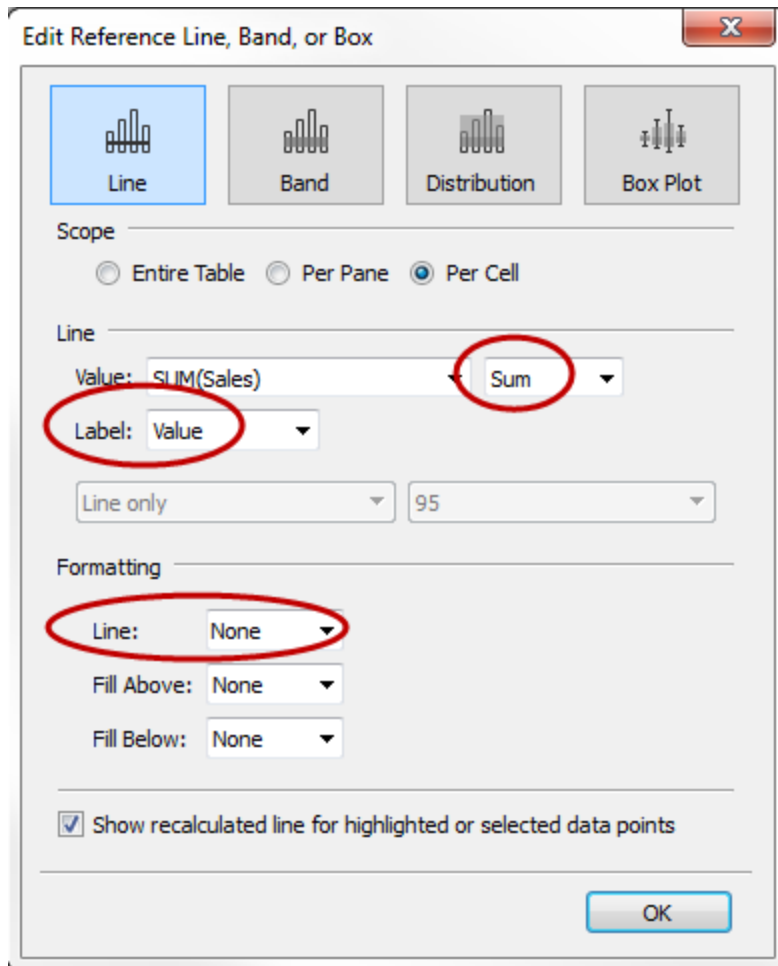 Edit Reference Line, Band, or Box
Line Band Distribution Box Plot
Scope
Entire Table Per Pane Per Cell
Line
Value: SUM(Sales) Sum
Label: Value
Line only 95
Formatting
Line: None
Fill Above: None
Fill Below: None
Show recalculated line for highlighted or selected data points
OK